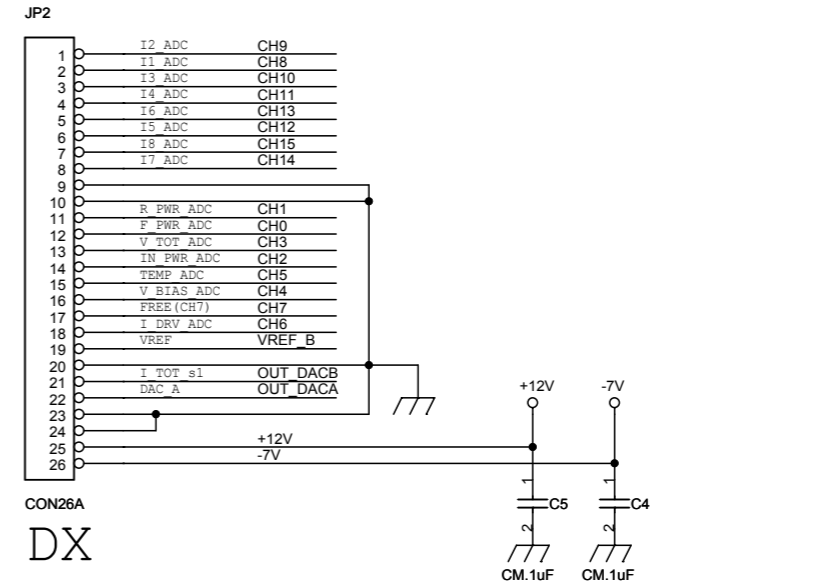 JP2
1 I2_ADC CH9
2 I1_ADC CH8
3 I3_ADC CH10
4 I4_ADC CH11
5 I6_ADC CH13
6 I5_ADC CH12
7 I8_ADC CH15
8 I7_ADC CH14
9
10
11 R_PWR_ADC CH1
12 F_PWR_ADC CH0
13 V_TOT_ADC CH3
14 IN_PWR_ADC CH2
15 TEMP_ADC CH5
16 V_BIAS_ADC CH4
17 FREE(CH7) CH7
18 I_DRV_ADC CH6
19 VREF VREF_B
20
21 I_TOT_s1 OUT_DACB
22 DAC_A OUT_DACA
23
24
25 +12V
26 -7V
+12V -7V
1 1
C5 C4
2 2
CM.1uF CM.1uF
CON26A
DX